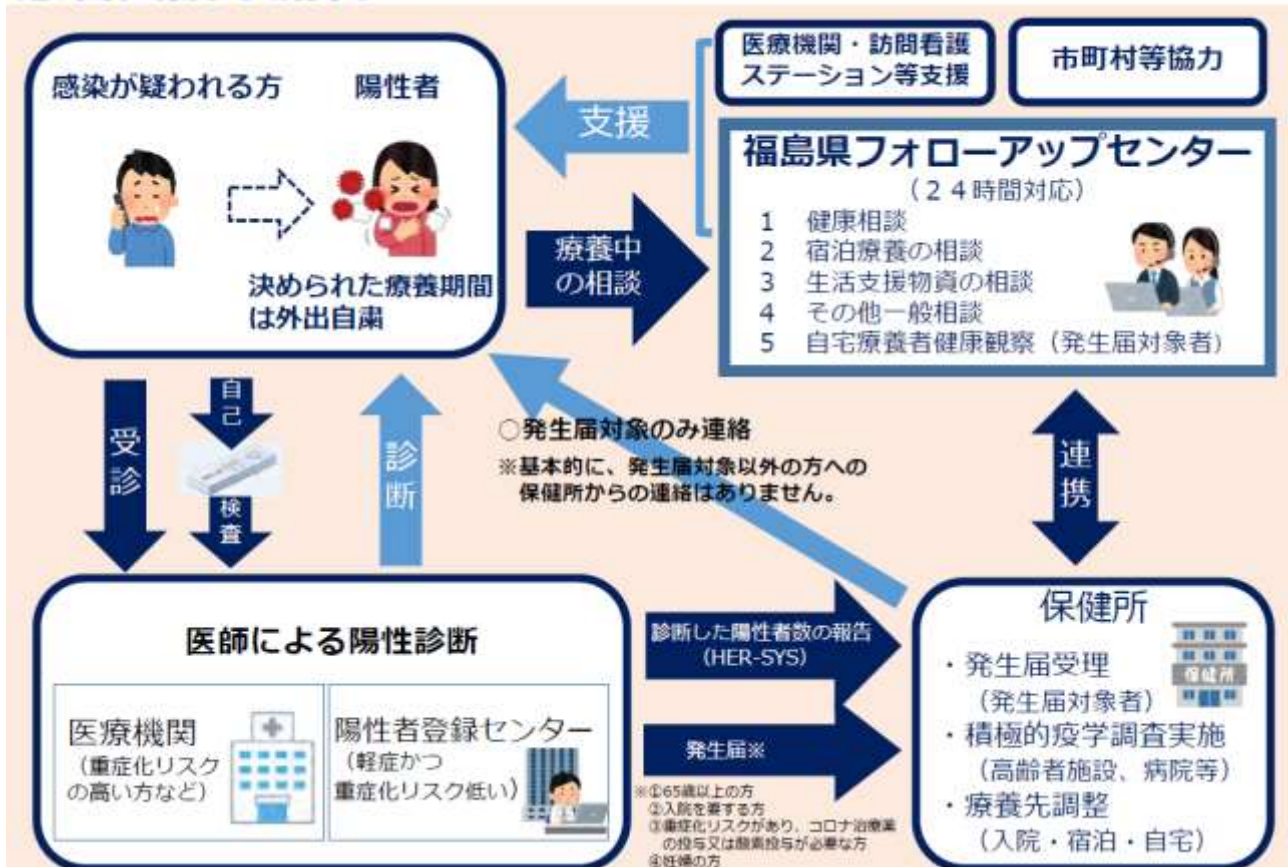 感染が疑われる方
陽性者
決められた療養期間
は外出自粛
支援
療養中
の相談
医療機関・訪問看護
ステーション等支援
市町村等協力
福島県フォローアップセンター
（２４時間対応）
1 健康相談
2 宿泊療養の相談
3 生活支援物資の相談
4 その他一般相談
5 自宅療養者健康観察（発生届対象者）
受診
自己
検査
診断
○発生届対象のみ連絡
※基本的に、発生届対象以外の方への
保健所からの連絡はありません。
連携
医師による陽性診断
医療機関
（重症化リスク
の高い方など）
陽性者登録センター
（軽症かつ
重症化リスク低い）
診断した陽性者数の報告
（HER-SYS）
発生届※
※①65歳以上の方
②入院を要する方
③重症化リスクがあり、コロナ治療薬
の投与又は酸素投与が必要な方
④妊婦の方
保健所
保健所
・発生届受理
（発生届対象者）
・積極的疫学調査実施
（高齢者施設、病院等）
・療養先調整
（入院・宿泊・自宅）